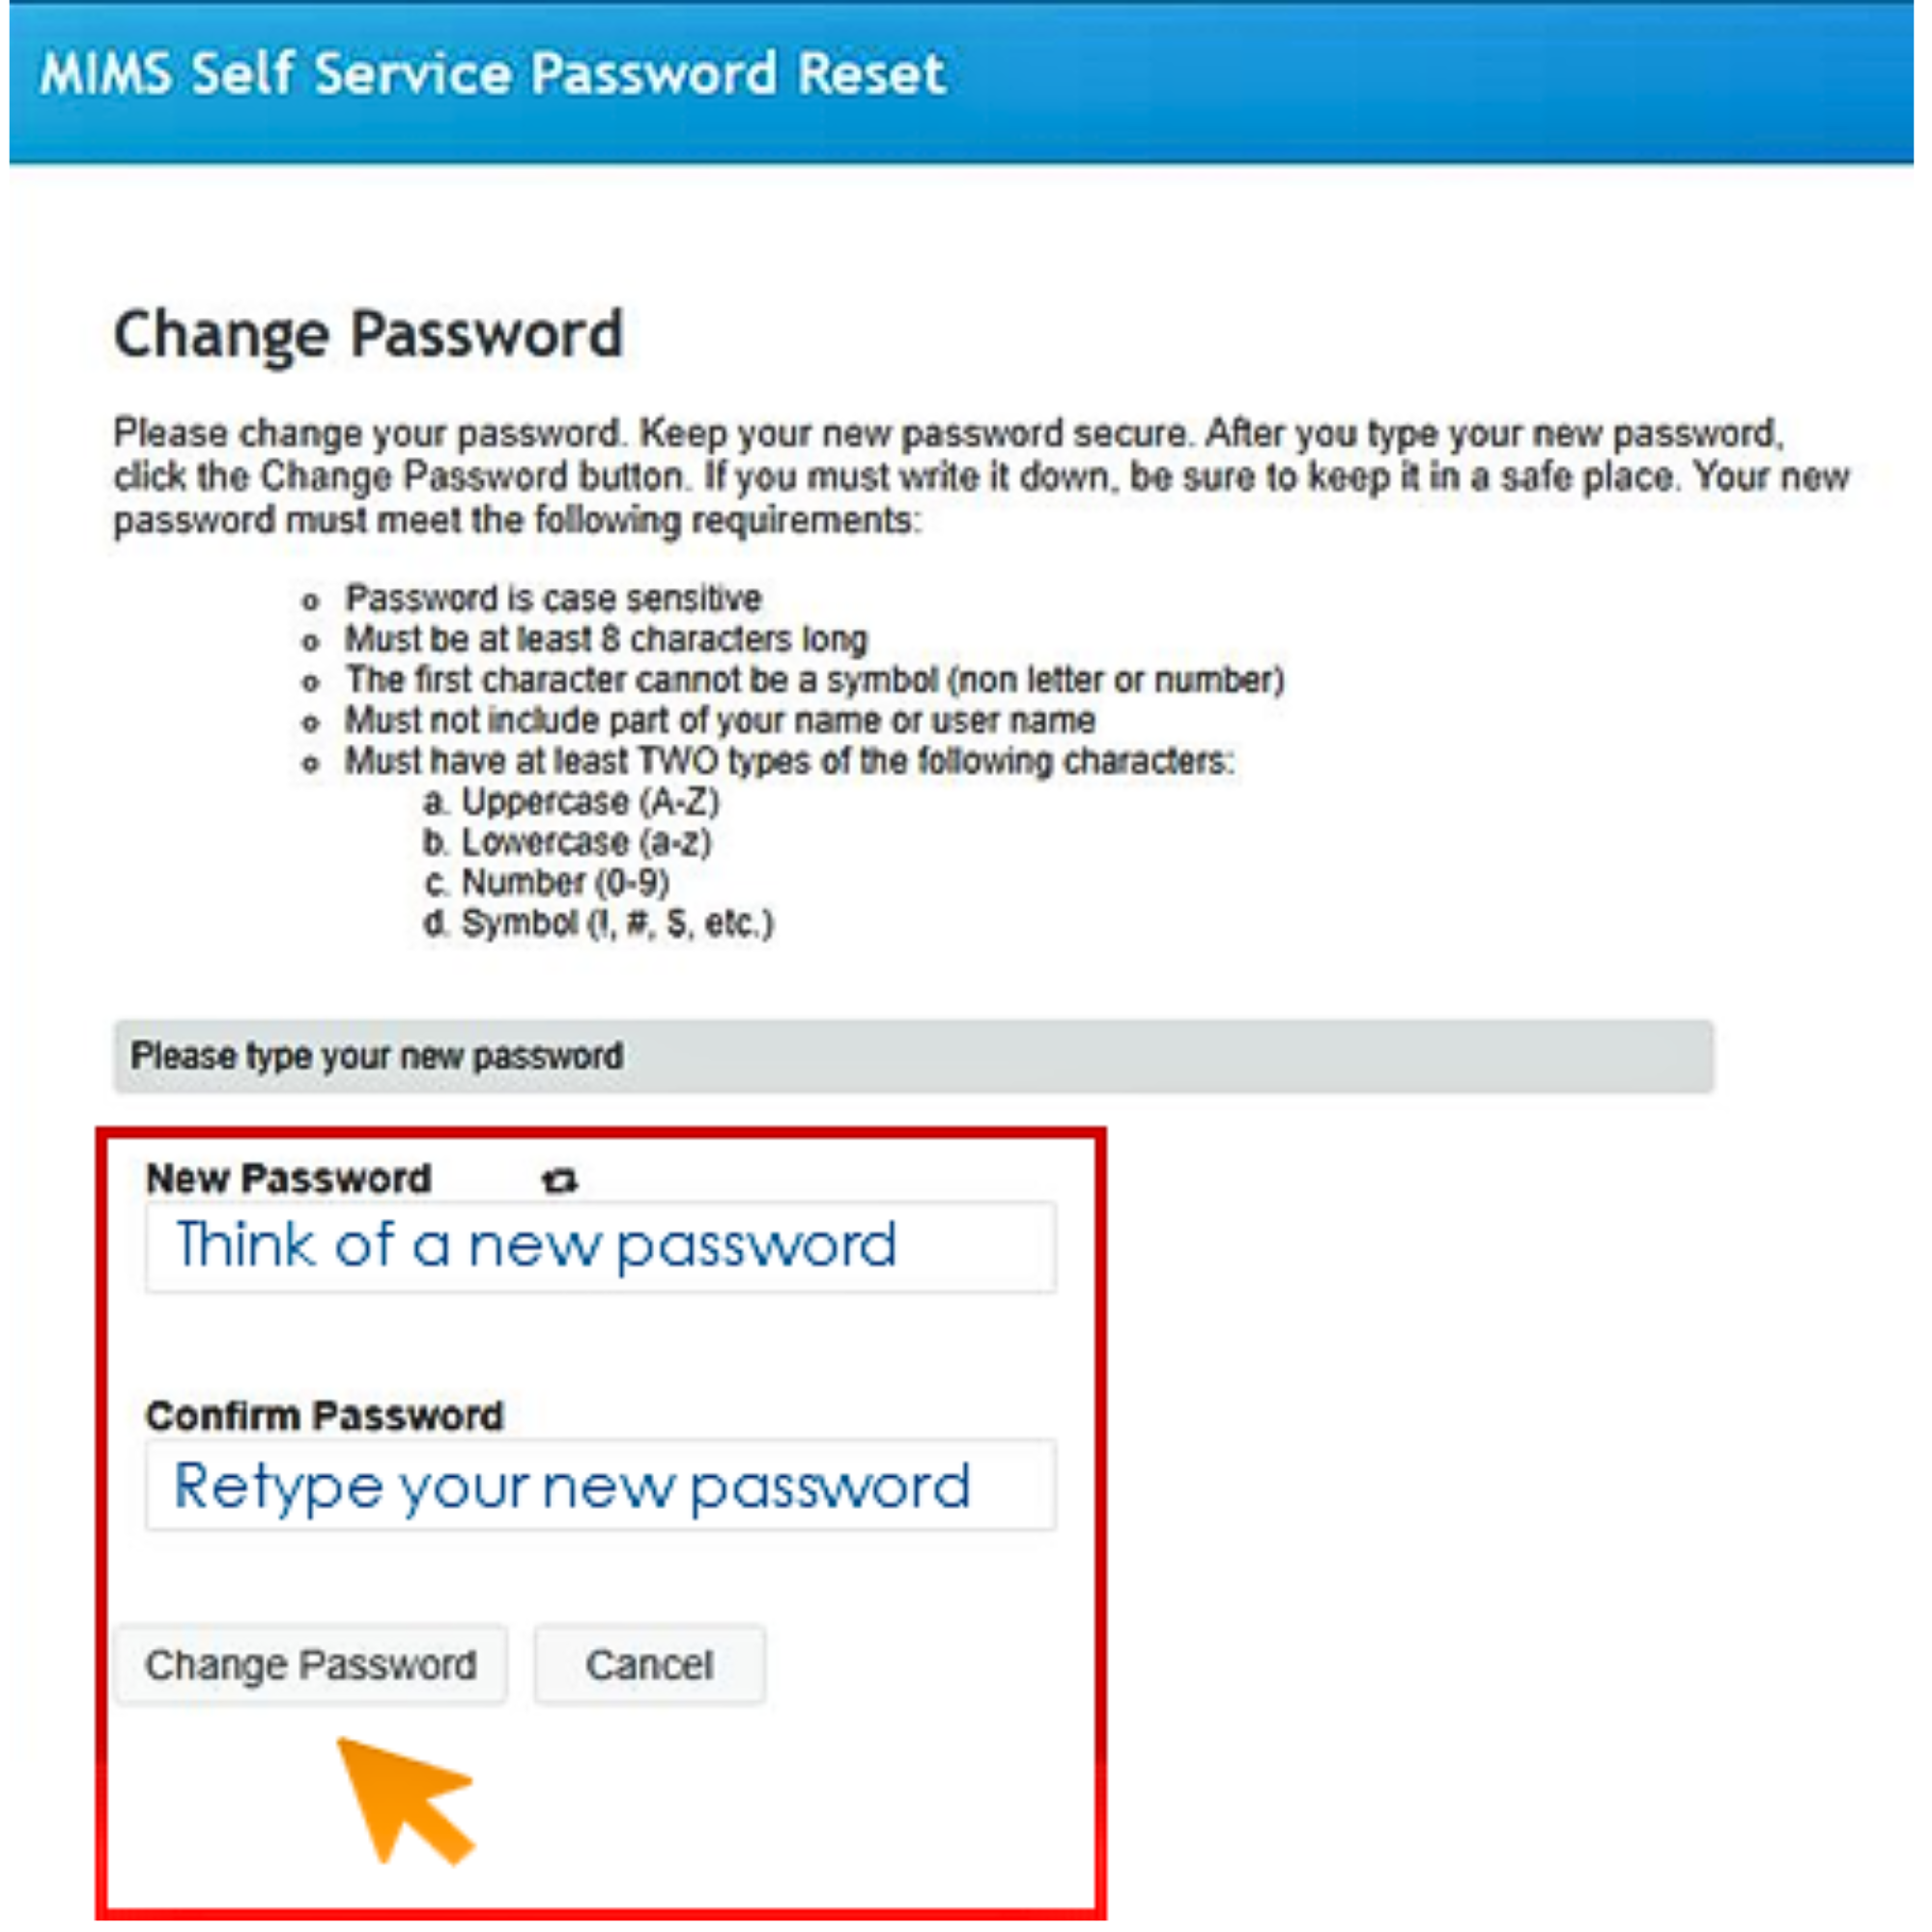 MIMS Self Service Password Reset
Change Password
Please change your password. Keep your new password secure. After you type your new password,
click the Change Password button. If you must write it down, be sure to keep it in a safe place. Your new
password must meet the following requirements:
o Password is case sensitive
o Must be at least 8 characters long
o The first character cannot be a symbol (non letter or number)
o Must not include part of your name or user name
o Must have at least TWO types of the following characters:
a. Uppercase (A-Z)
b. Lowercase (a-z)
c. Number (0-9)
d. Symbol (!, #, $, etc.)
Please type your new password
New Password
Think of a new password
Confirm Password
Retype your new password
Change Password Cancel